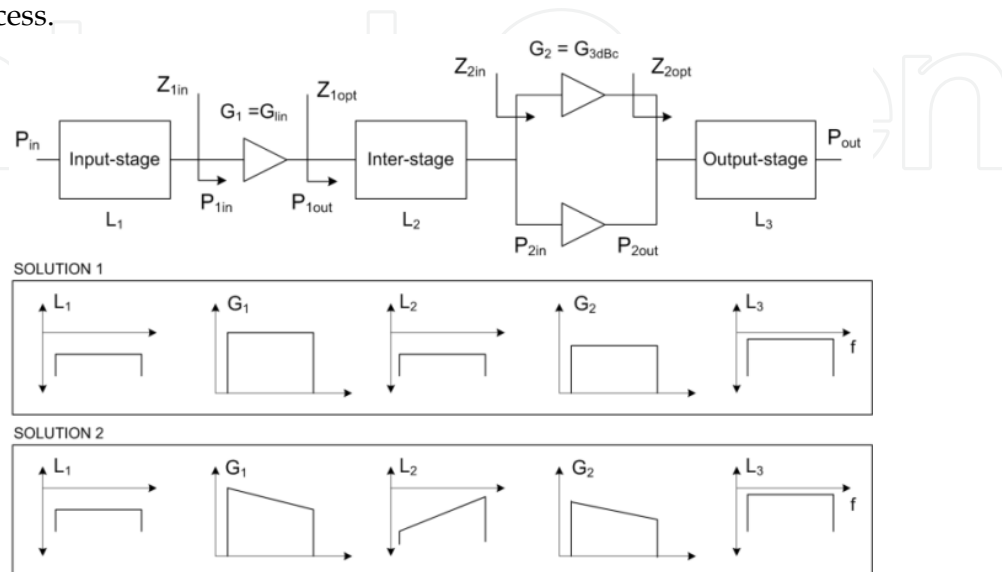 cess.
G₂ = G₃dBc
Z₂in
Z₂opt
Z₁in
Z₁opt
G₁ =Glin
Pin
Input-stage
Inter-stage
Output-stage
Pout
P₁in
P₁out
L₁
L₂
L₃
P₂in
P₂out
SOLUTION 1
L₁
G₁
L₂
G₂
L₃
f
SOLUTION 2
L₁
G₁
L₂
G₂
L₃
f